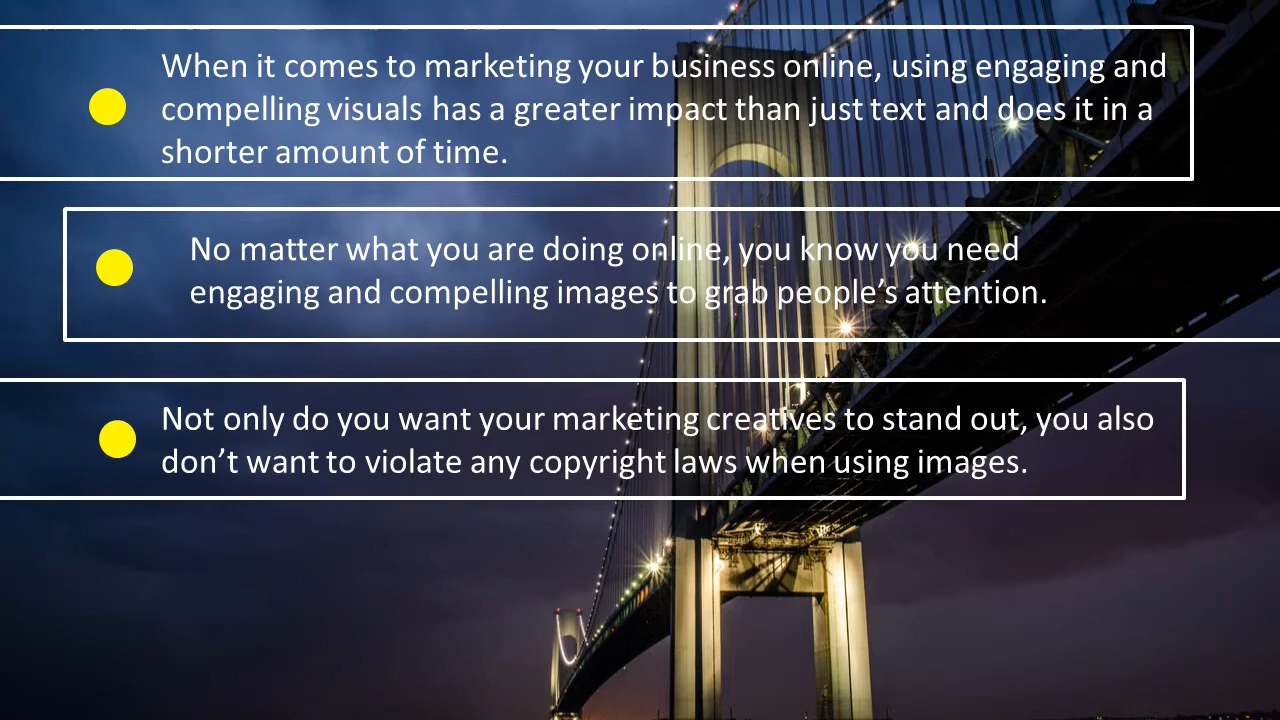 When it comes to marketing your business online, using engaging and
compelling visuals has a greater impact than just text and does it in a
shorter amount of time.
No matter what you are doing online, you know you need
engaging and compelling images to grab people’s attention.
Not only do you want your marketing creatives to stand out, you also
don’t want to violate any copyright laws when using images.